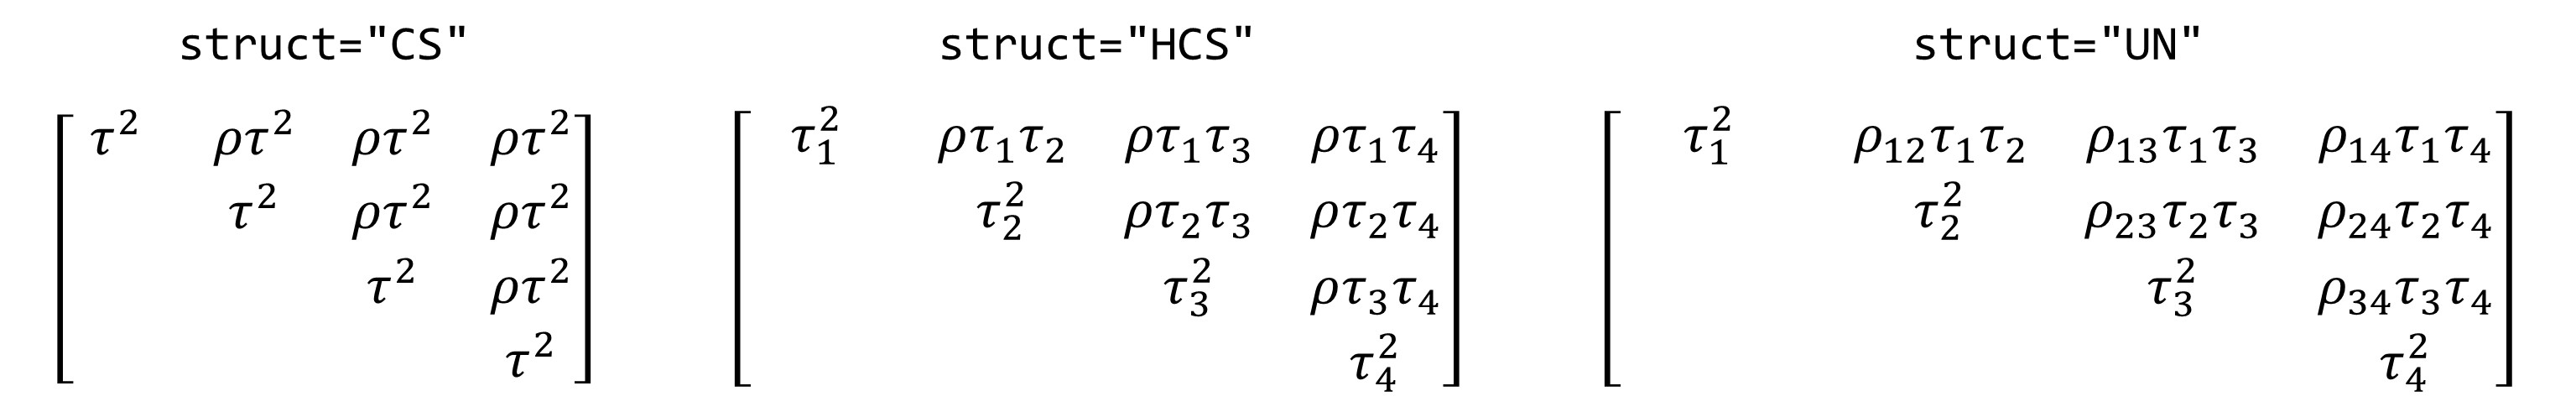 struct="CS" struct="HCS" struct="UN"
τ² ρτ² ρτ² ρτ² τ₁² ρτ₁τ₂ ρτ₁τ₃ ρτ₁τ₄ τ₁² ρ₁₂τ₁τ₂ ρ₁₃τ₁τ₃ ρ₁₄τ₁τ₄
τ² ρτ² ρτ² τ₂² ρτ₂τ₃ ρτ₂τ₄ τ₂² ρ₂₃τ₂τ₃ ρ₂₄τ₂τ₄
τ² ρτ² τ₃² ρτ₃τ₄ τ₃² ρ₃₄τ₃τ₄
τ² τ₄² τ₄²